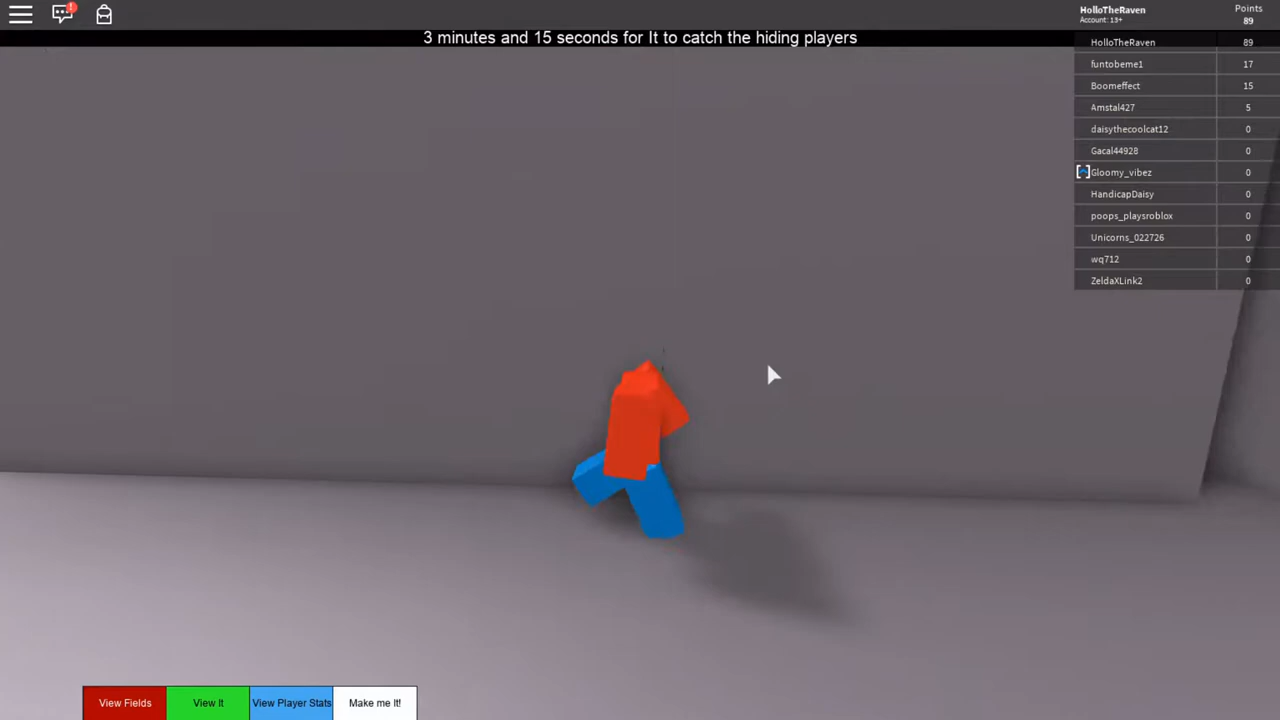 HolloTheRaven
Account: 13+
Points
89
3 minutes and 15 seconds for It to catch the hiding players
HolloTheRaven 89
funtobeme1 17
Boomeffect 15
Amstal427 5
daisythecoolcat12 0
Gacal44928 0
Gloomy_vibez 0
HandicapDaisy 0
poops_playsroblox 0
Unicorns_022726 0
wq712 0
ZeldaXLink2 0
View Fields View It View Player Stats Make me It!